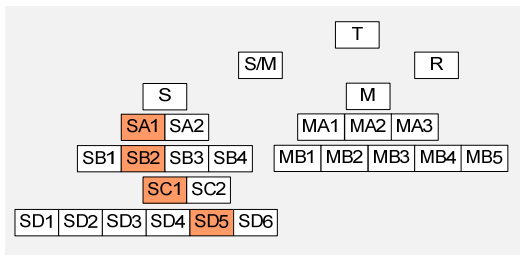 T
S/M R
S M
SA1 SA2 MA1 MA2 MA3
SB1 SB2 SB3 SB4 MB1 MB2 MB3 MB4 MB5
SC1 SC2
SD1 SD2 SD3 SD4 SD5 SD6